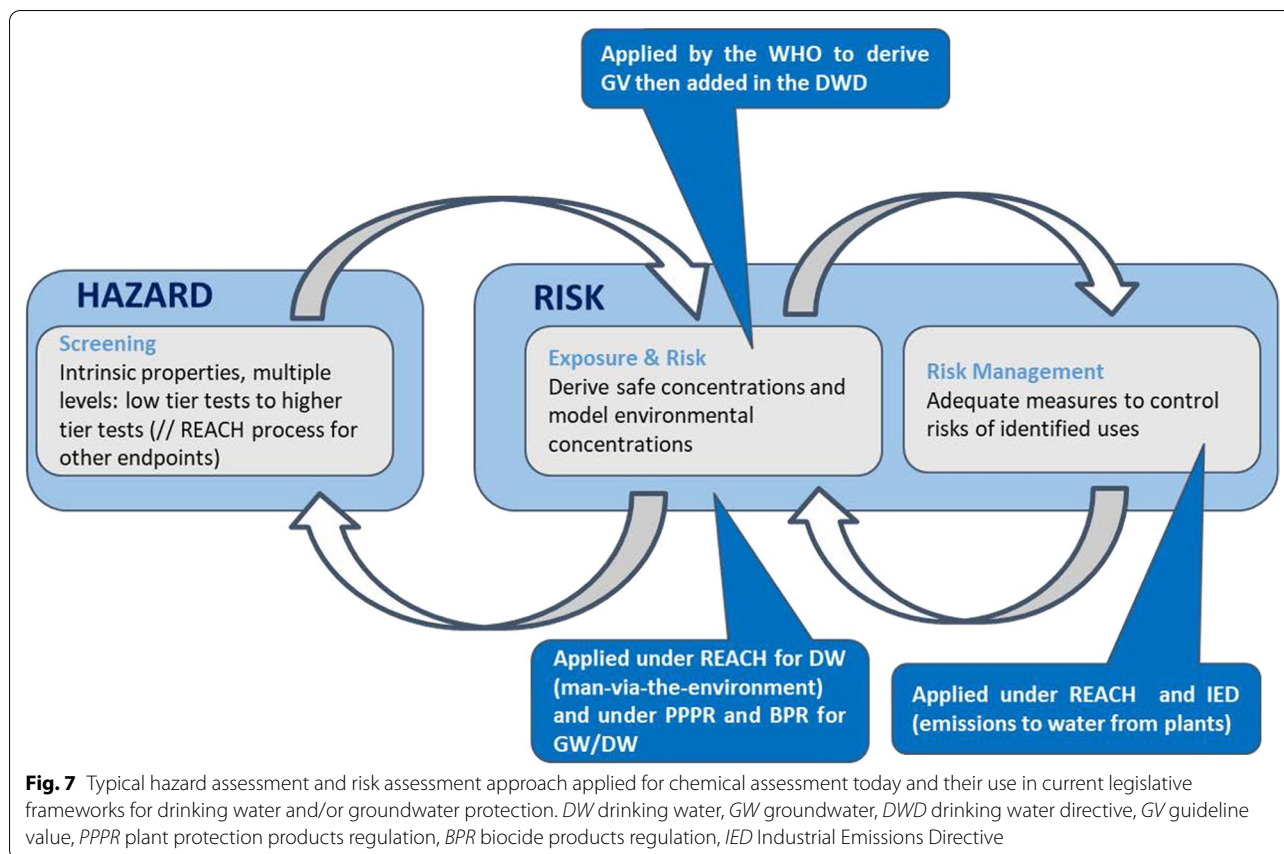 Applied by the WHO to derive
GV then added in the DWD
HAZARD
Screening
Intrinsic properties, multiple
levels: low tier tests to higher
tier tests (// REACH process for
other endpoints)
RISK
Exposure & Risk
Derive safe concentrations and
model environmental
concentrations
Risk Management
Adequate measures to control
risks of identified uses
Applied under REACH for DW
(man-via-the-environment)
and under PPPR and BPR for
GW/DW
Applied under REACH and IED
(emissions to water from plants)
Fig. 7 Typical hazard assessment and risk assessment approach applied for chemical assessment today and their use in current legislative
frameworks for drinking water and/or groundwater protection. DW drinking water, GW groundwater, DWD drinking water directive, GV guideline
value, PPPR plant protection products regulation, BPR biocide products regulation, IED Industrial Emissions Directive